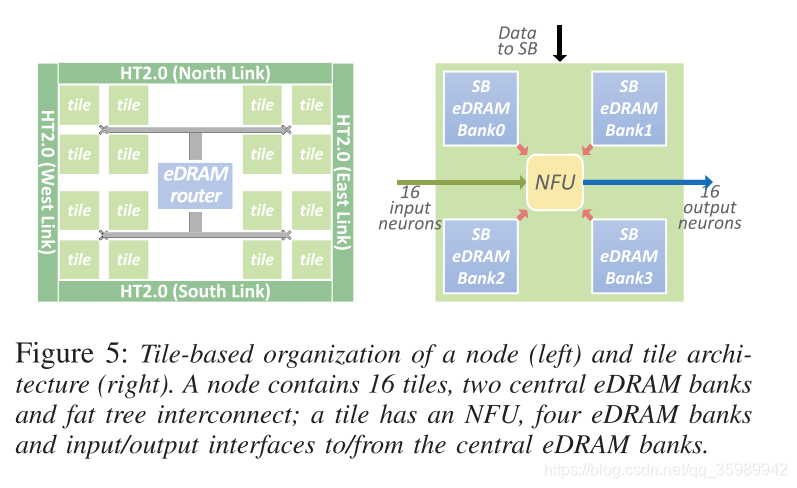 HT2.0 (North Link)
HT2.0 (West Link)
tile tile tile tile
tile tile tile tile
eDRAM
router
tile tile tile tile
tile tile tile tile
HT2.0 (East Link)
HT2.0 (South Link)
Data
to SB
SB
eDRAM
Bank0
SB
eDRAM
Bank1
NFU
16
input
neurons
16
output
neurons
SB
eDRAM
Bank2
SB
eDRAM
Bank3
Figure 5: Tile-based organization of a node (left) and tile archi-
tecture (right). A node contains 16 tiles, two central eDRAM banks
and fat tree interconnect; a tile has an NFU, four eDRAM banks
and input/output interfaces to/from the central eDRAM banks.
https://blog.csdn.net/qq_35989942